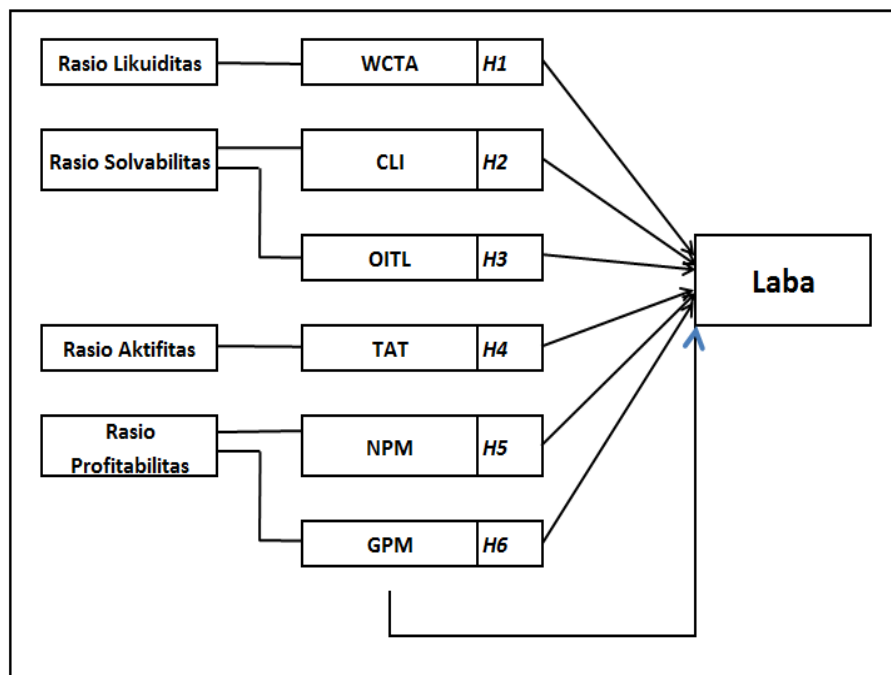 Rasio Likuiditas
WCTA
H1
Rasio Solvabilitas
CLI
H2
OITL
H3
Laba
Rasio Aktifitas
TAT
H4
Rasio
Profitabilitas
NPM
H5
GPM
H6